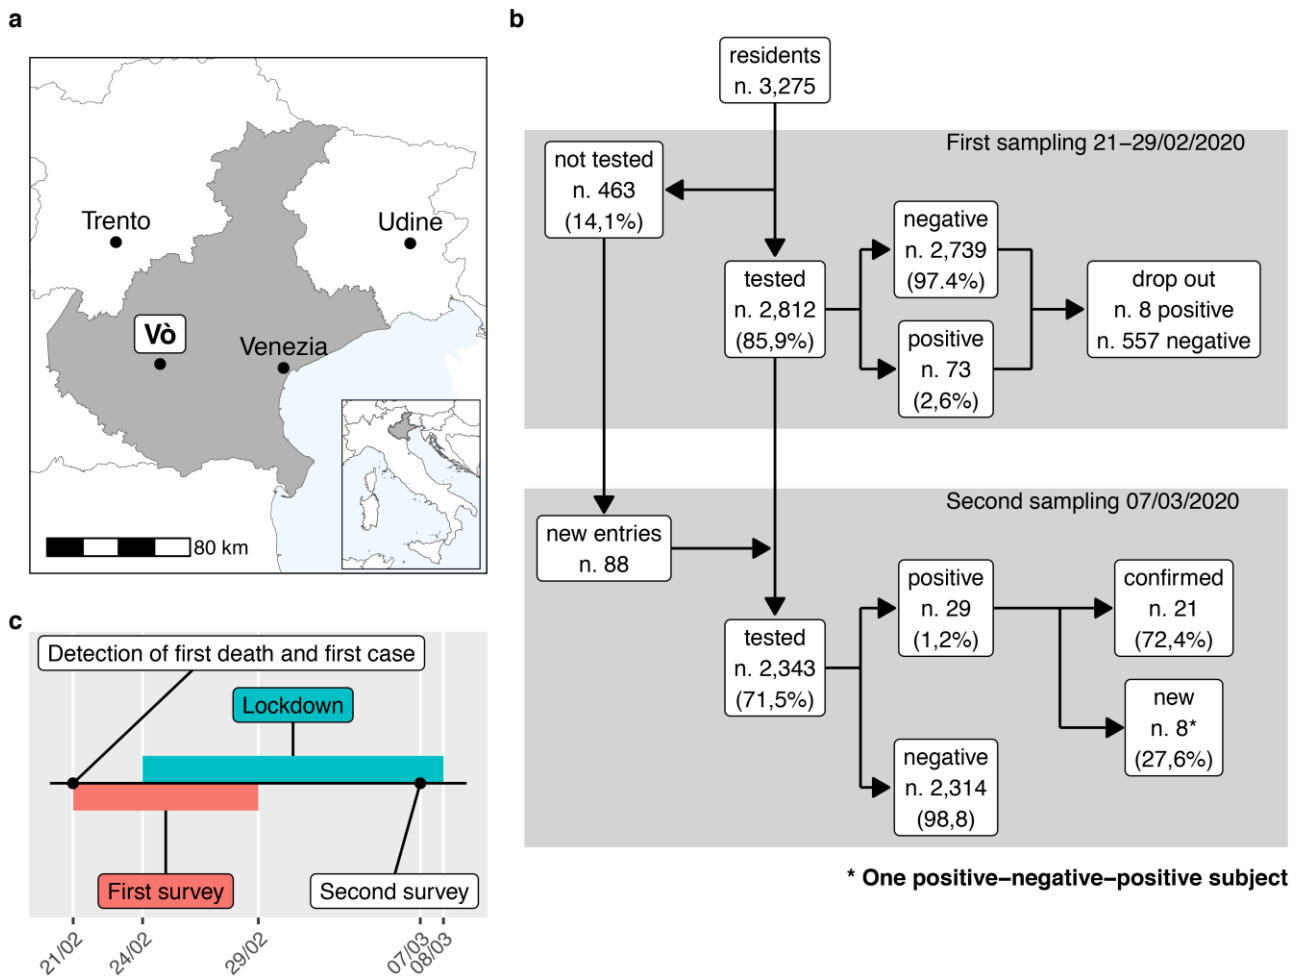 a
Trento
Udine
Vò
Venezia
80 km
b
residents
n. 3,275
First sampling 21–29/02/2020
not tested
n. 463
(14,1%)
tested
n. 2,812
(85,9%)
negative
n. 2,739
(97.4%)
positive
n. 73
(2,6%)
drop out
n. 8 positive
n. 557 negative
Second sampling 07/03/2020
new entries
n. 88
tested
n. 2,343
(71,5%)
positive
n. 29
(1,2%)
confirmed
n. 21
(72,4%)
new
n. 8*
(27,6%)
negative
n. 2,314
(98,8)
* One positive–negative–positive subject
c
Detection of first death and first case
Lockdown
First survey
Second survey
21/02
24/02
29/02
07/03
08/03